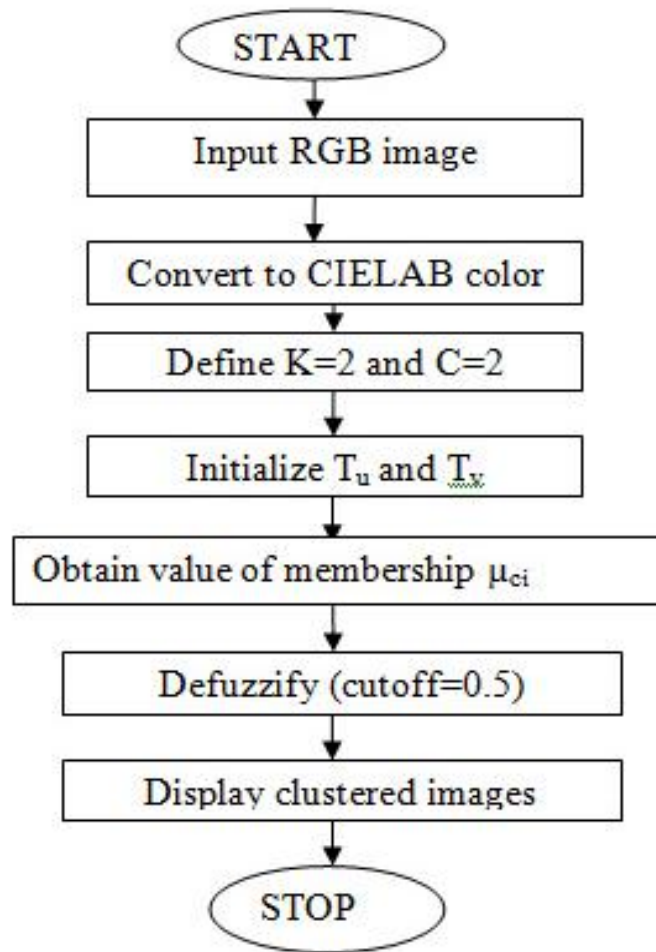 START
Input RGB image
Convert to CIELAB color
Define K=2 and C=2
Initialize Tu and Tv
Obtain value of membership μci
Defuzzify (cutoff=0.5)
Display clustered images
STOP